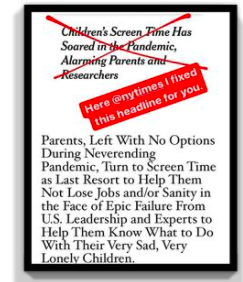 Children's Screen Time Has
Soared in the Pandemic,
Alarming Parents and
Researchers
Here @nytimes I fixed
this headline for you.
Parents, Left With No Options
During Neverending
Pandemic, Turn to Screen Time
as Last Resort to Help Them
Not Lose Jobs and/or Sanity in
the Face of Epic Failure From
U.S. Leadership and Experts to
Help Them Know What to Do
With Their Very Sad, Very
Lonely Children.